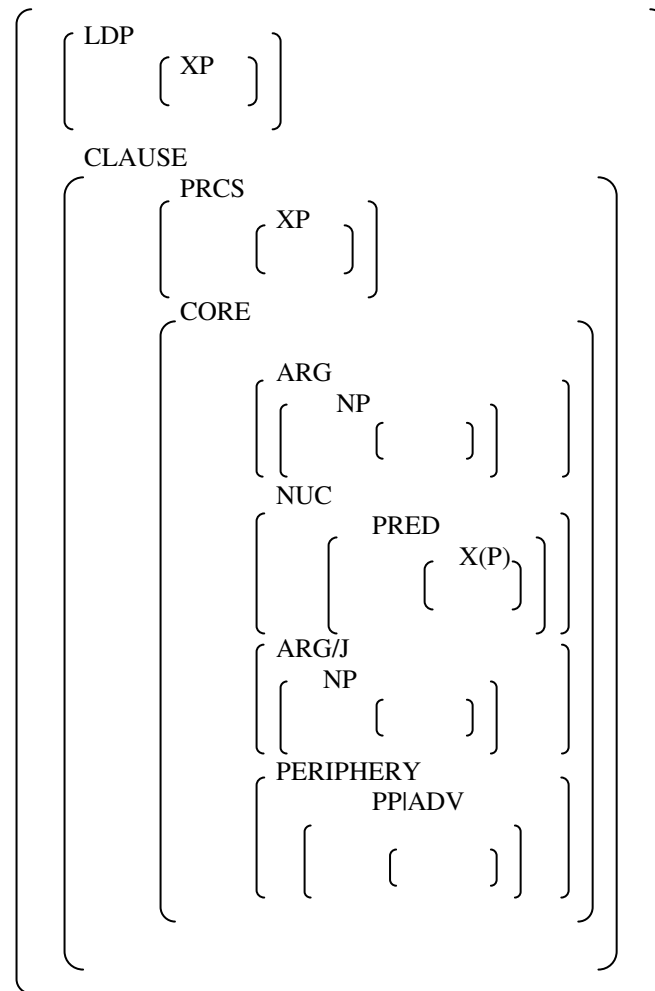 LDP
XP
CLAUSE
PRCS
XP
CORE
ARG
NP
NUC
PRED
X(P)
ARG/J
NP
PERIPHERY
PP|ADV